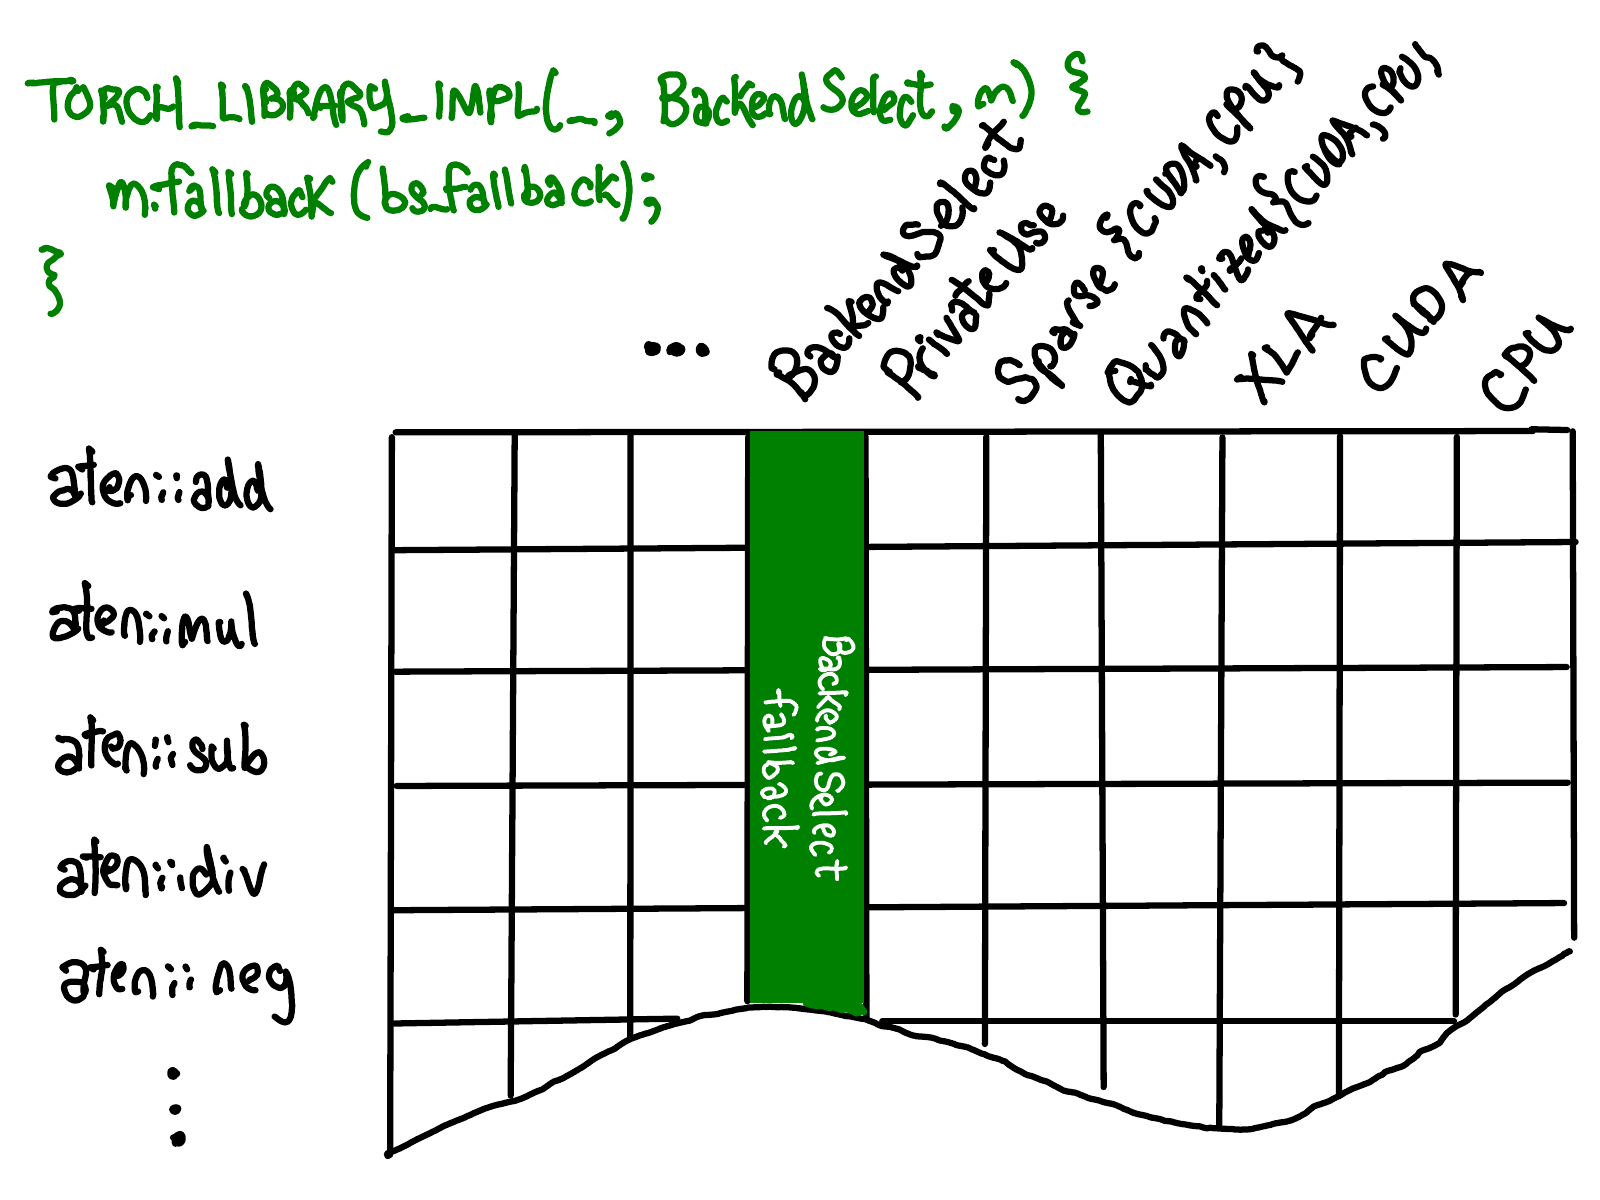 TORCH_LIBRARY_IMPL(_, BackendSelect, m) {
m.fallback(bs_fallback);
}
...
BackendSelect
PrivateUse
Sparse{CUDA,CPU}
Quantized{CUDA,CPU}
XLA
CUDA
CPU
aten::add
aten::mul
aten::sub
aten::div
aten::neg
BackendSelect
fallback